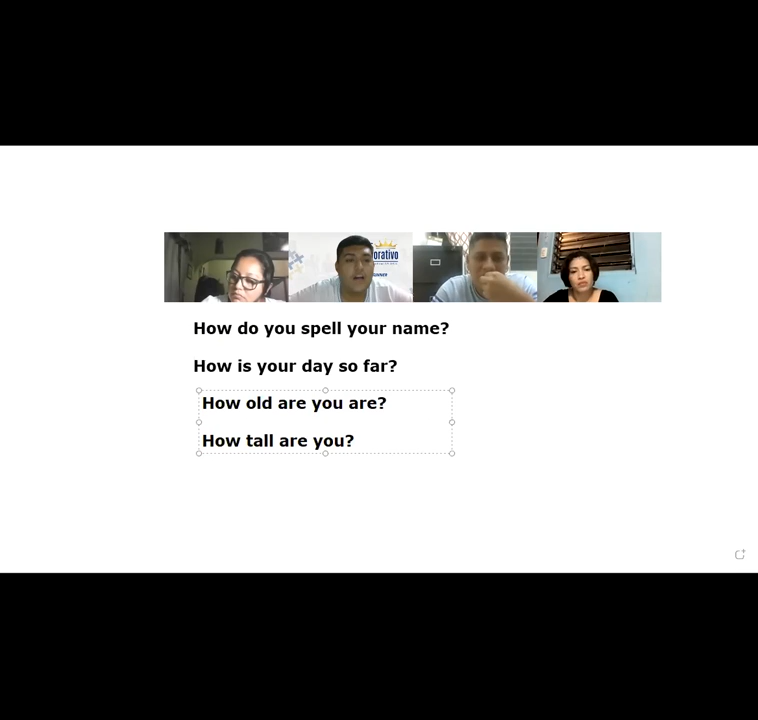 orativo
How do you spell your name?
How is your day so far?
How old are you are?
How tall are you?